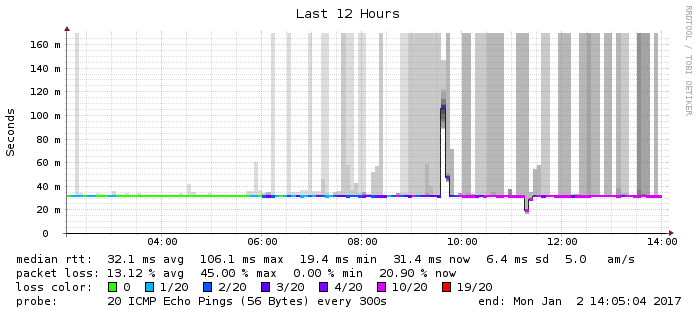 Last 12 Hours
RRDTOOL / TOBI OETIKER
Seconds
160 m
140 m
120 m
100 m
80 m
60 m
40 m
20 m
0
04:00 06:00 08:00 10:00 12:00 14:00
median rtt: 32.1 ms avg 106.1 ms max 19.4 ms min 31.4 ms now 6.4 ms sd 5.0 am/s
packet loss: 13.12 % avg 45.00 % max 0.00 % min 20.90 % now
loss color: 0 1/20 2/20 3/20 4/20 10/20 19/20
probe: 20 ICMP Echo Pings (56 Bytes) every 300s end: Mon Jan 2 14:05:04 2017